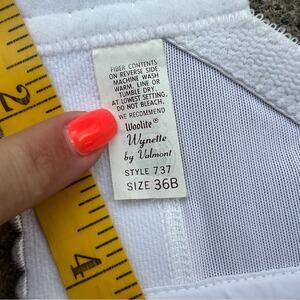 FIBER CONTENTS
ON REVERSE SIDE.
MACHINE WASH
WARM. LINE OR
TUMBLE DRY
AT LOWEST SETTING.
DO NOT BLEACH.
WE RECOMMEND
Woolite®
Wynette
by Valmont
STYLE 737
SIZE 36B
2
4